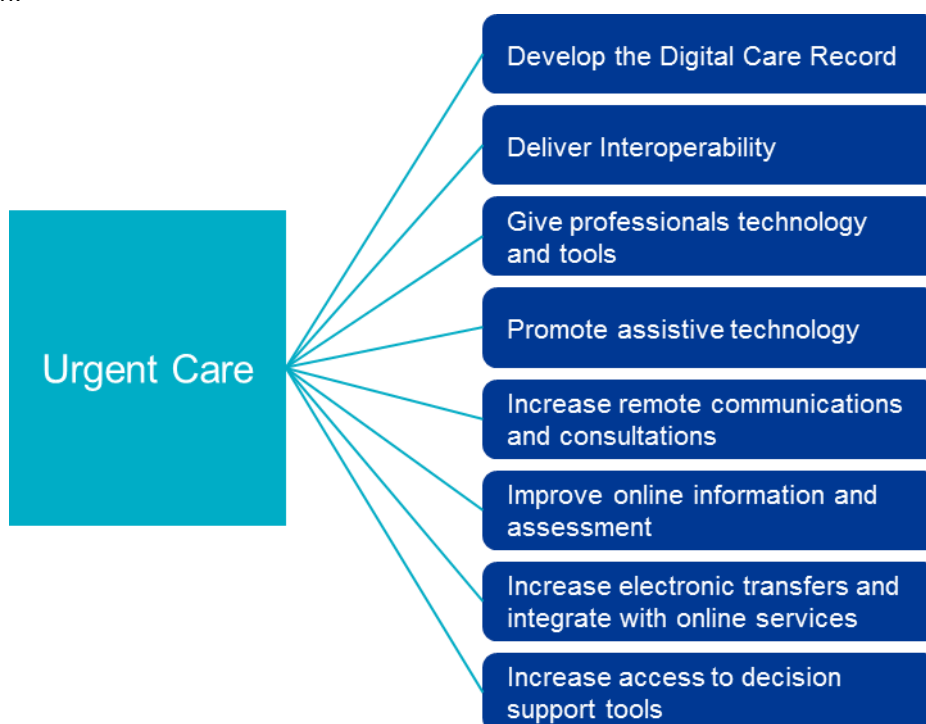 Develop the Digital Care Record
Deliver Interoperability
Give professionals technology
and tools
Promote assistive technology
Urgent Care
Increase remote communications
and consultations
Improve online information and
assessment
Increase electronic transfers and
integrate with online services
Increase access to decision
support tools